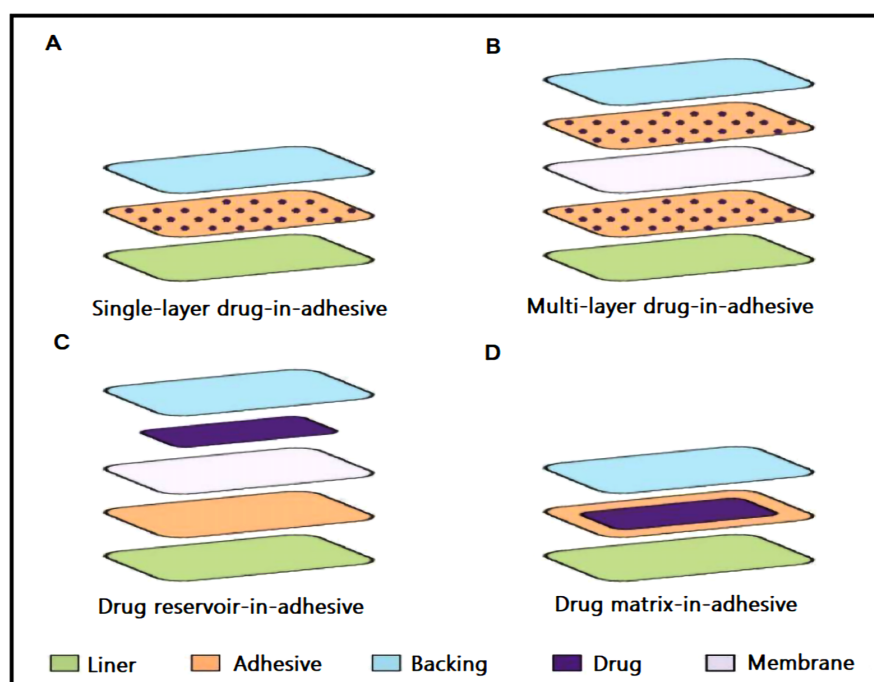 A
B
Single-layer drug-in-adhesive
Multi-layer drug-in-adhesive
C
D
Drug reservoir-in-adhesive
Drug matrix-in-adhesive
Liner
Adhesive
Backing
Drug
Membrane